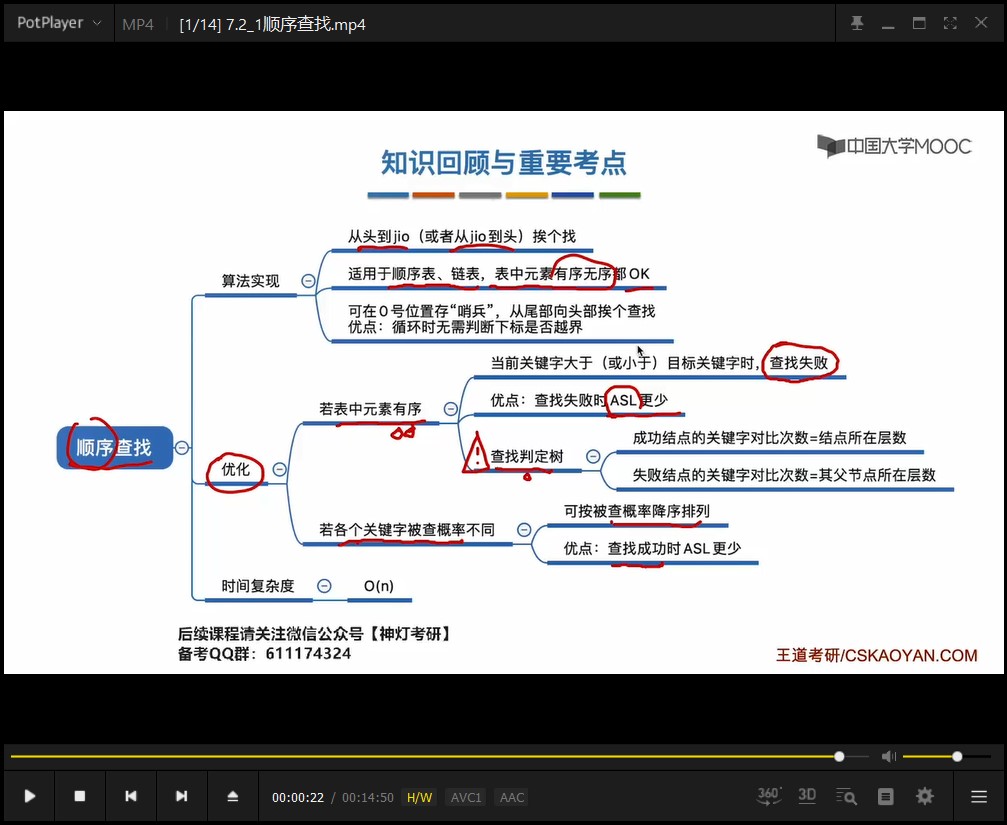 PotPlayer
MP4
[1/14] 7.2_1顺序查找.mp4
中国大学MOOC
知识回顾与重要考点
从头到jio（或者从jio到头）挨个找
适用于顺序表、链表，表中元素有序无序都OK
算法实现
可在0号位置存“哨兵”，从尾部向头部挨个查找
优点：循环时无需判断下标是否越界
当前关键字大于（或小于）目标关键字时，查找失败
优点：查找失败时ASL更少
若表中元素有序
查找判定树
成功结点的关键字对比次数=结点所在层数
失败结点的关键字对比次数=其父节点所在层数
顺序查找
优化
可按被查概率降序排列
若各个关键字被查概率不同
优点：查找成功时ASL更少
时间复杂度
O(n)
后续课程请关注微信公众号【神灯考研】
备考QQ群：611174324
王道考研/CSKAOYAN.COM
00:00:22 / 00:14:50 H/W AVC1 AAC
360° 3D